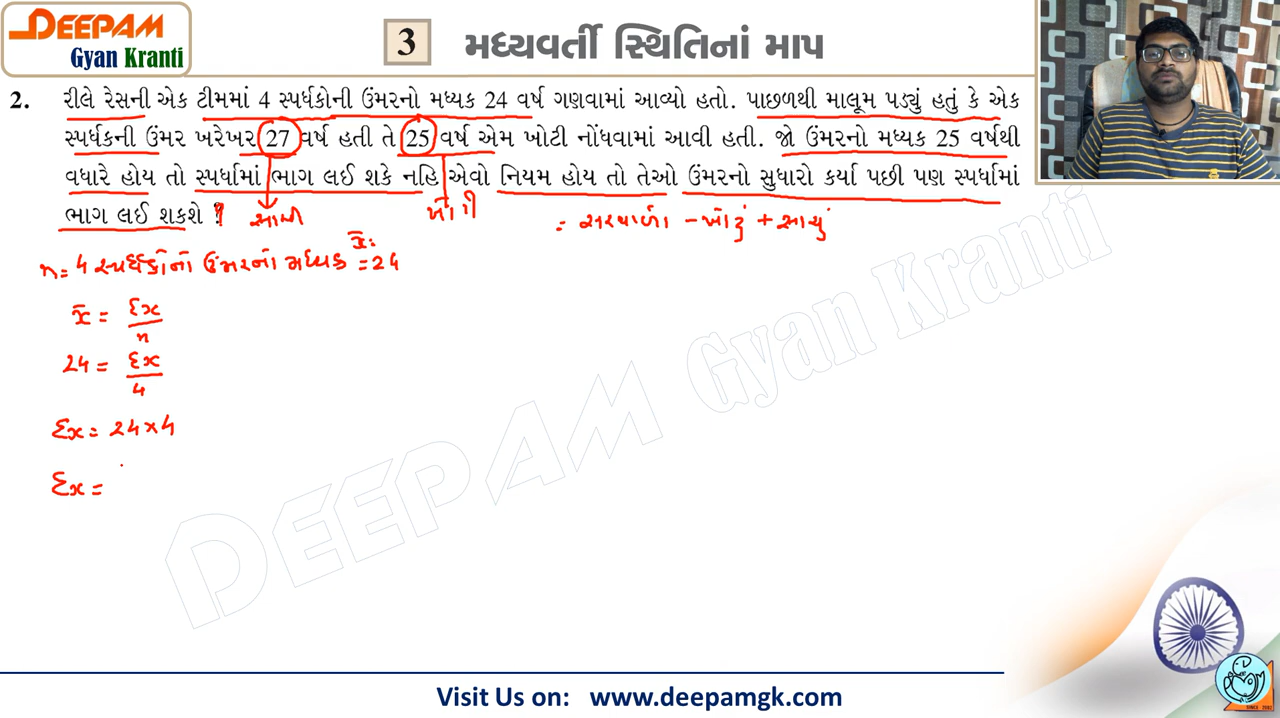 DEEPAM
Gyan Kranti
3 મધ્યવર્તી સ્થિતિનાં માપ
2. રીલે રેસની એક ટીમમાં 4 સ્પર્ધકોની ઉંમરનો મધ્યક 24 વર્ષ ગણવામાં આવ્યો હતો. પાછળથી માલૂમ પડ્યું હતું કે એક
સ્પર્ધકની ઉંમર ખરેખર 27 વર્ષ હતી તે 25 વર્ષ એમ ખોટી નોંધવામાં આવી હતી. જો ઉંમરનો મધ્યક 25 વર્ષથી
વધારે હોય તો સ્પર્ધામાં ભાગ લઈ શકે નહિ એવો નિયમ હોય તો તેઓ ઉંમરનો સુધારો કર્યા પછી પણ સ્પર્ધામાં
ભાગ લઈ શકશે ?
સાચી
ખોટી
= સરવાળો - ખોટું + સાચું
n = 4 સ્પર્ધકોની ઉંમરનો મધ્યક x̄ = 24
x̄ = Σx / n
24 = Σx / 4
Σx = 24 × 4
Σx =
DEEPAM Gyan Kranti
Visit Us on: www.deepamgk.com